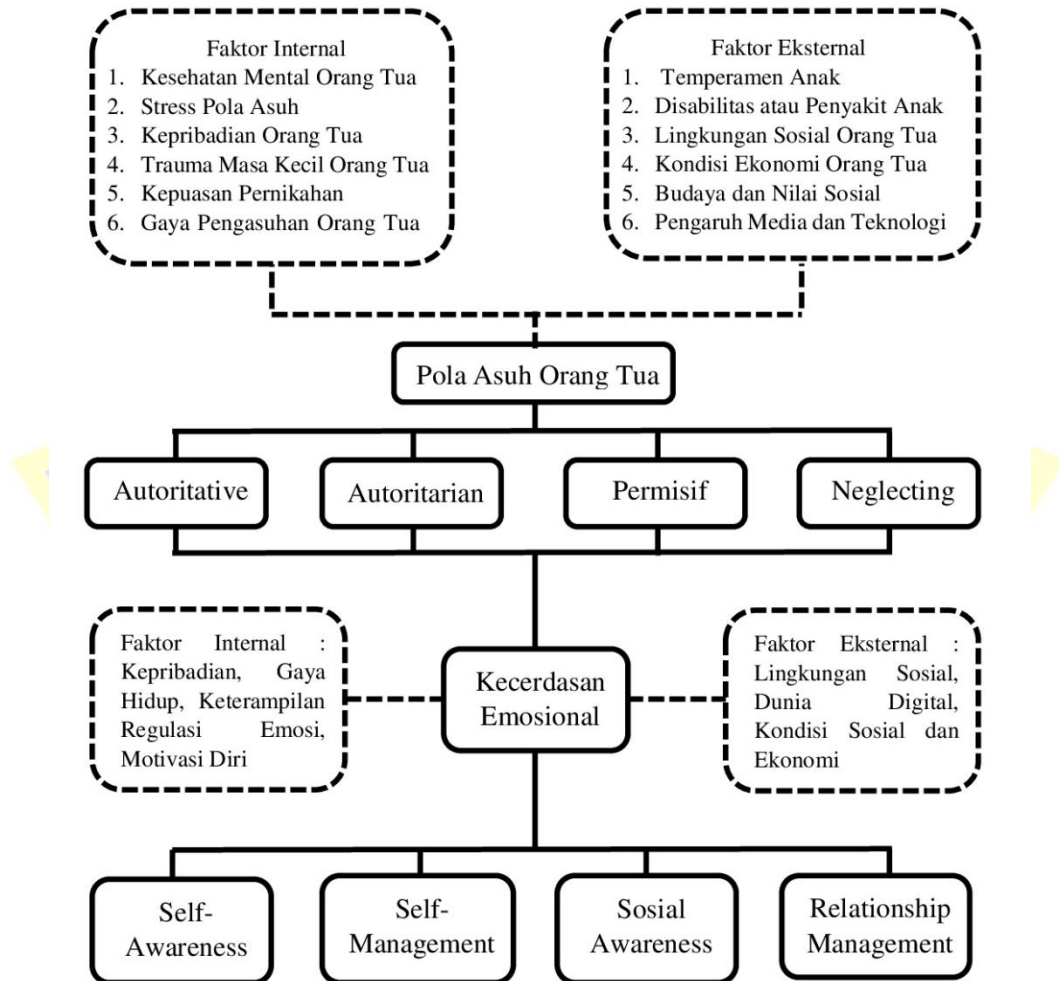 Faktor Internal
1. Kesehatan Mental Orang Tua
2. Stress Pola Asuh
3. Kepribadian Orang Tua
4. Trauma Masa Kecil Orang Tua
5. Kepuasan Pernikahan
6. Gaya Pengasuhan Orang Tua
Faktor Eksternal
1. Temperamen Anak
2. Disabilitas atau Penyakit Anak
3. Lingkungan Sosial Orang Tua
4. Kondisi Ekonomi Orang Tua
5. Budaya dan Nilai Sosial
6. Pengaruh Media dan Teknologi
Pola Asuh Orang Tua
Autoritative
Autoritarian
Permisif
Neglecting
Faktor Internal :
Kepribadian, Gaya
Hidup, Keterampilan
Regulasi Emosi,
Motivasi Diri
Kecerdasan
Emosional
Faktor Eksternal :
Lingkungan Sosial,
Dunia Digital,
Kondisi Sosial dan
Ekonomi
Self-
Awareness
Self-
Management
Sosial
Awareness
Relationship
Management